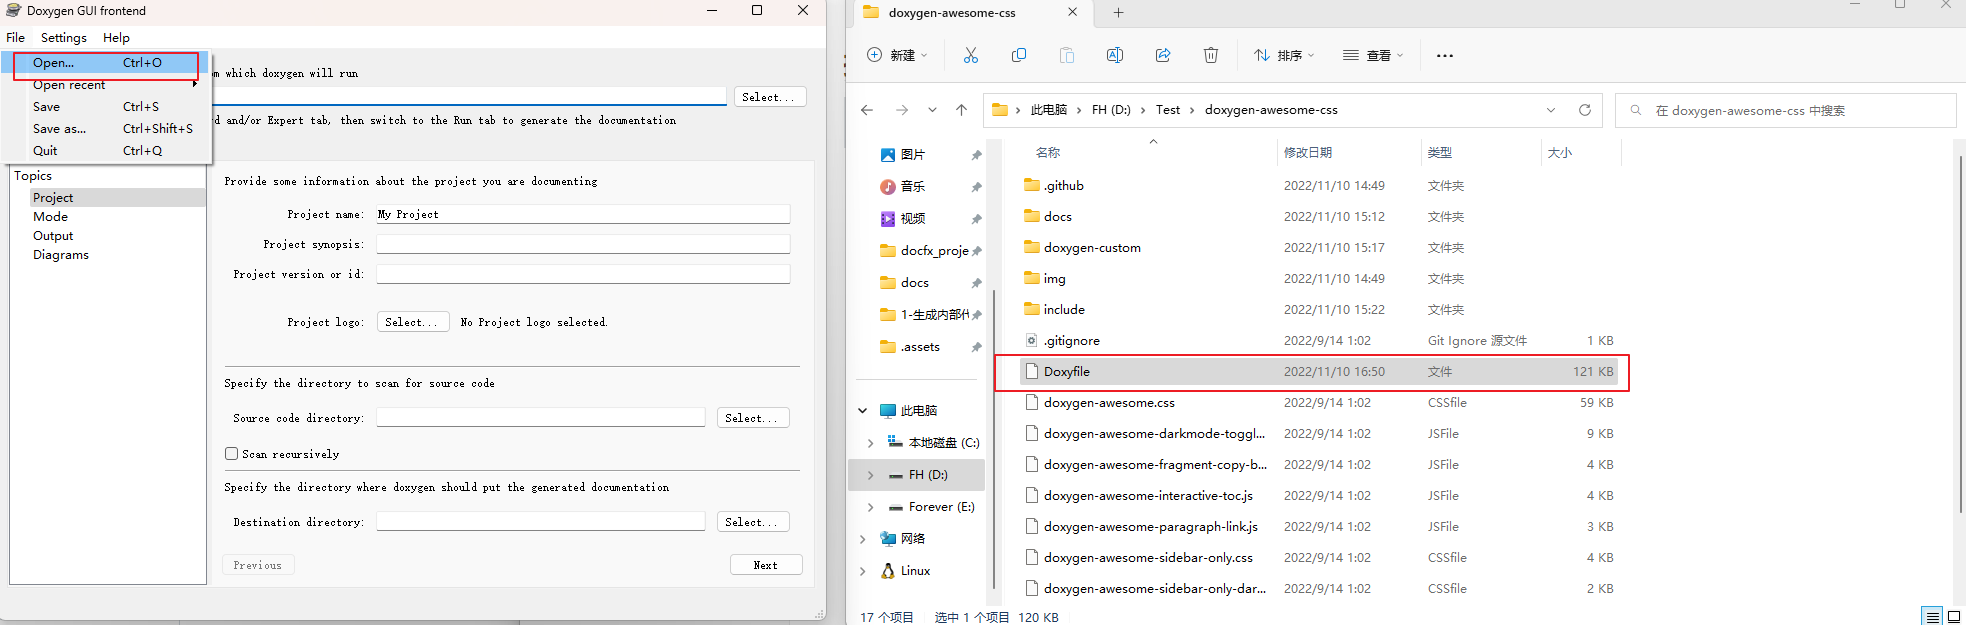 Doxygen GUI frontend
File Settings Help
Open... Ctrl+O
Open recent
Save Ctrl+S
Save as... Ctrl+Shift+S
Quit Ctrl+Q
om which doxygen will run
Select...
rd and/or Expert tab, then switch to the Run tab to generate the documentation
Topics
Project
Mode
Output
Diagrams
Provide some information about the project you are documenting
Project name: My Project
Project synopsis:
Project version or id:
Project logo: Select... No Project logo selected.
Specify the directory to scan for source code
Source code directory: Select...
Scan recursively
Specify the directory where doxygen should put the generated documentation
Destination directory: Select...
Previous Next
doxygen-awesome-css
新建 排序 查看
此电脑 > FH (D:) > Test > doxygen-awesome-css
在 doxygen-awesome-css 中搜索
图片
音乐
视频
docfx_proje
docs
1-生成内部代
.assets
此电脑
本地磁盘 (C:)
FH (D:)
Forever (E:)
网络
Linux
名称 修改日期 类型 大小
.github 2022/11/10 14:49 文件夹
docs 2022/11/10 15:12 文件夹
doxygen-custom 2022/11/10 15:17 文件夹
img 2022/11/10 14:49 文件夹
include 2022/11/10 15:22 文件夹
.gitignore 2022/9/14 1:02 Git Ignore 源文件 1 KB
Doxyfile 2022/11/10 16:50 文件 121 KB
doxygen-awesome.css 2022/9/14 1:02 CSSfile 59 KB
doxygen-awesome-darkmode-toggl... 2022/9/14 1:02 JSFile 9 KB
doxygen-awesome-fragment-copy-b... 2022/9/14 1:02 JSFile 4 KB
doxygen-awesome-interactive-toc.js 2022/9/14 1:02 JSFile 4 KB
doxygen-awesome-paragraph-link.js 2022/9/14 1:02 JSFile 3 KB
doxygen-awesome-sidebar-only.css 2022/9/14 1:02 CSSfile 4 KB
doxygen-awesome-sidebar-only-dar... 2022/9/14 1:02 CSSfile 2 KB
17 个项目 选中 1 个项目 120 KB